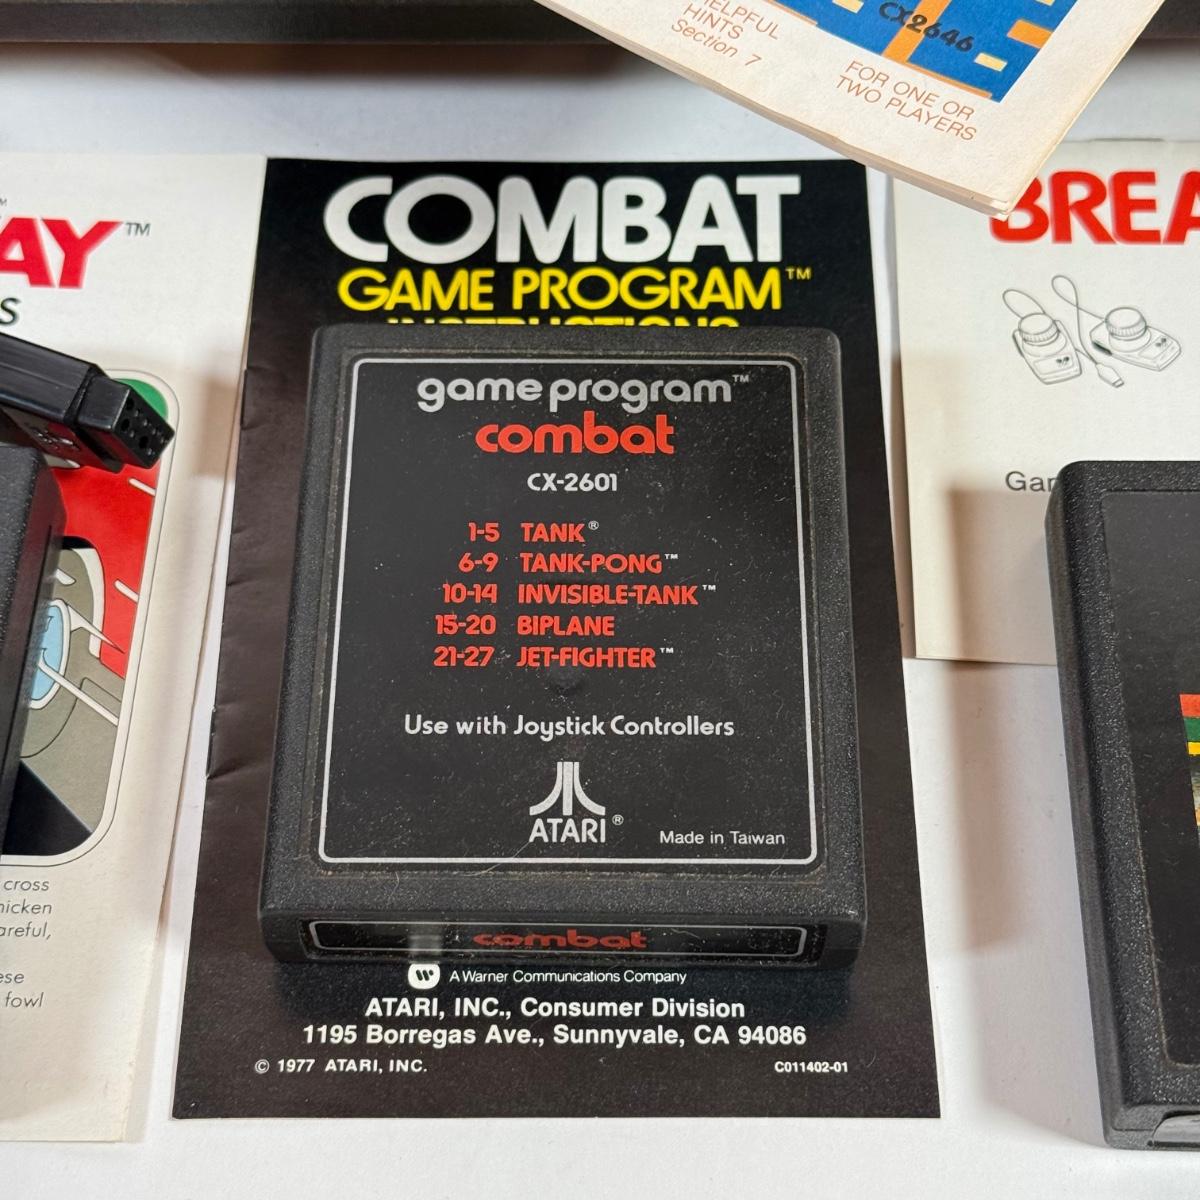 HELPFUL
HINTS
Section 7
CX2646
FOR ONE OR
TWO PLAYERS
AY™
S
COMBAT
GAME PROGRAM™
INSTRUCTIONS
BREA
Gar
game program™
combat
CX-2601
1-5 TANK®
6-9 TANK-PONG™
10-14 INVISIBLE-TANK™
15-20 BIPLANE
21-27 JET-FIGHTER™
Use with Joystick Controllers
ATARI®
Made in Taiwan
combat
A Warner Communications Company
ATARI, INC., Consumer Division
1195 Borregas Ave., Sunnyvale, CA 94086
© 1977 ATARI, INC.
C011402-01
cross
hicken
careful,
ese
fowl